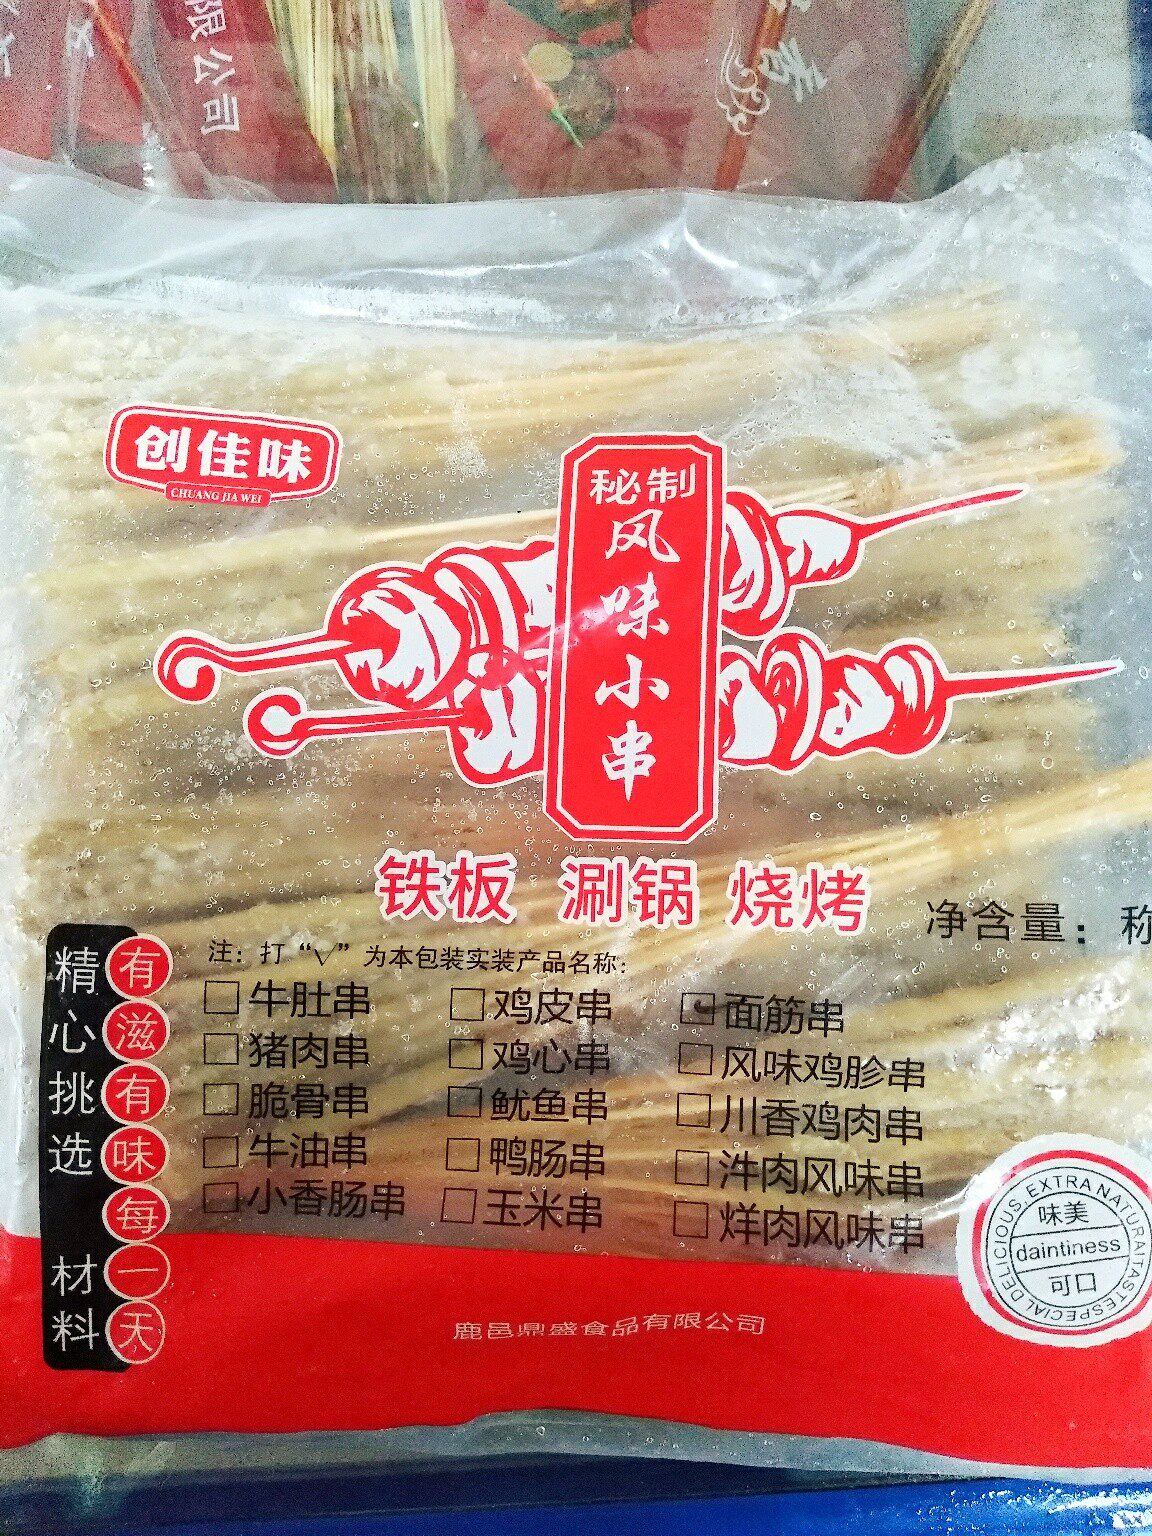 限公司
香
创佳味
CHUANG JIA WEI
秘制
风味小串
铁板 涮锅 烧烤
净含量：称
注：打“√”为本包装实装产品名称：
□牛肚串 □鸡皮串 □面筋串
□猪肉串 □鸡心串 □风味鸡胗串
□脆骨串 □鱿鱼串 □川香鸡肉串
□牛油串 □鸭肠串 □汼肉风味串
□小香肠串 □玉米串 □烊肉风味串
精心挑选 材料
有滋有味每一天
DELICIOUS EXTRA NATURAITASTESPECIAL
味美
daintiness
可口
鹿邑鼎盛食品有限公司